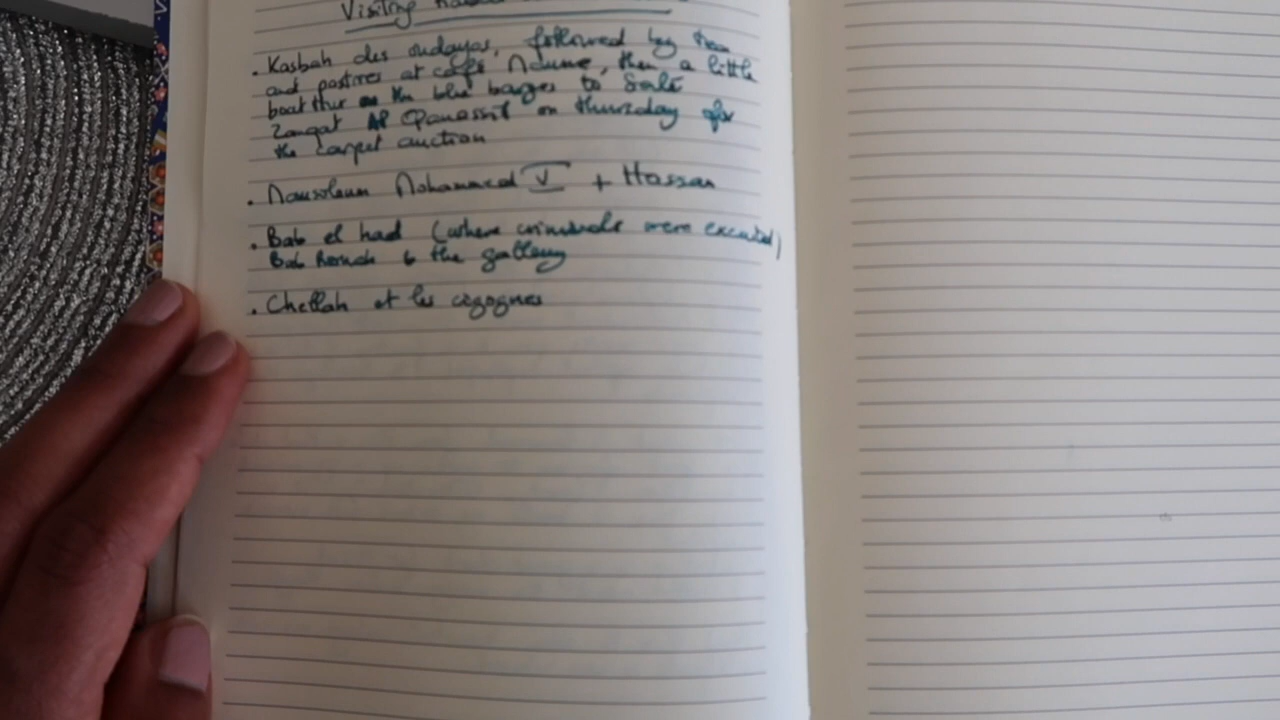 Visiting
. Kasbah des oudayas, followed by tea
and pastries at café Maure, then a little
boat tour on the blue barges to Salé
Zanqat Al Qanassil on thursday for
the carpet auction
. Mausoleum Mohammed V + Hassan
. Bab el had (where criminals were executed)
Bab Rouah & the gallery
. Chellah et les cigognes